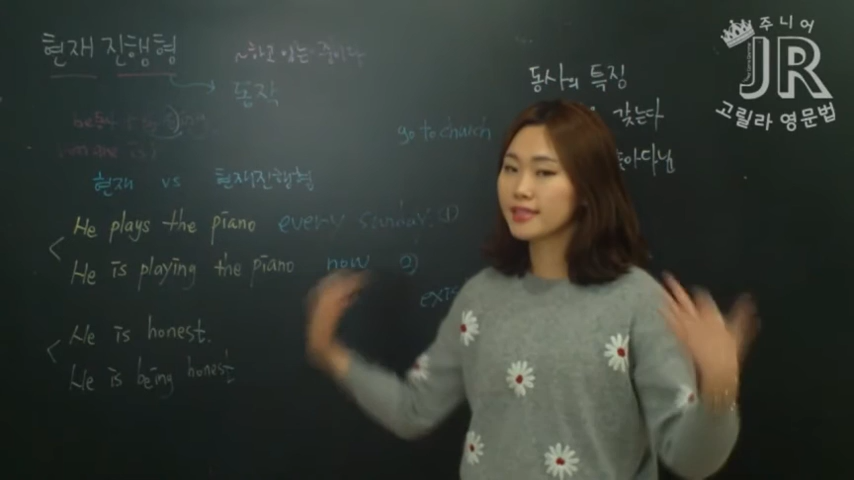 현재 진행형
~하고 있는 중이다
동작
현재 vs 현재진행형
He plays the piano every sunday. ①
He is playing the piano now
He is honest.
He is being honest
go to church
동사의 특징
갖는다
주니어
JR
고릴라 영문법